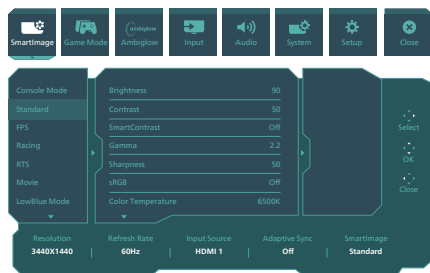 SmartImage
Game Mode
ambiglow
Ambiglow
Input
Audio
System
Setup
Close
Console Mode
Brightness 90
Standard
Contrast 50
Select
FPS
SmartContrast Off
Racing
Gamma 2.2
OK
RTS
Sharpness 50
Movie
sRGB Off
Close
LowBlue Mode
Color Temperature 6500K
Resolution Refresh Rate Input Source Adaptive Sync SmartImage
3440X1440 | 60Hz | HDMI 1 | Off | Standard